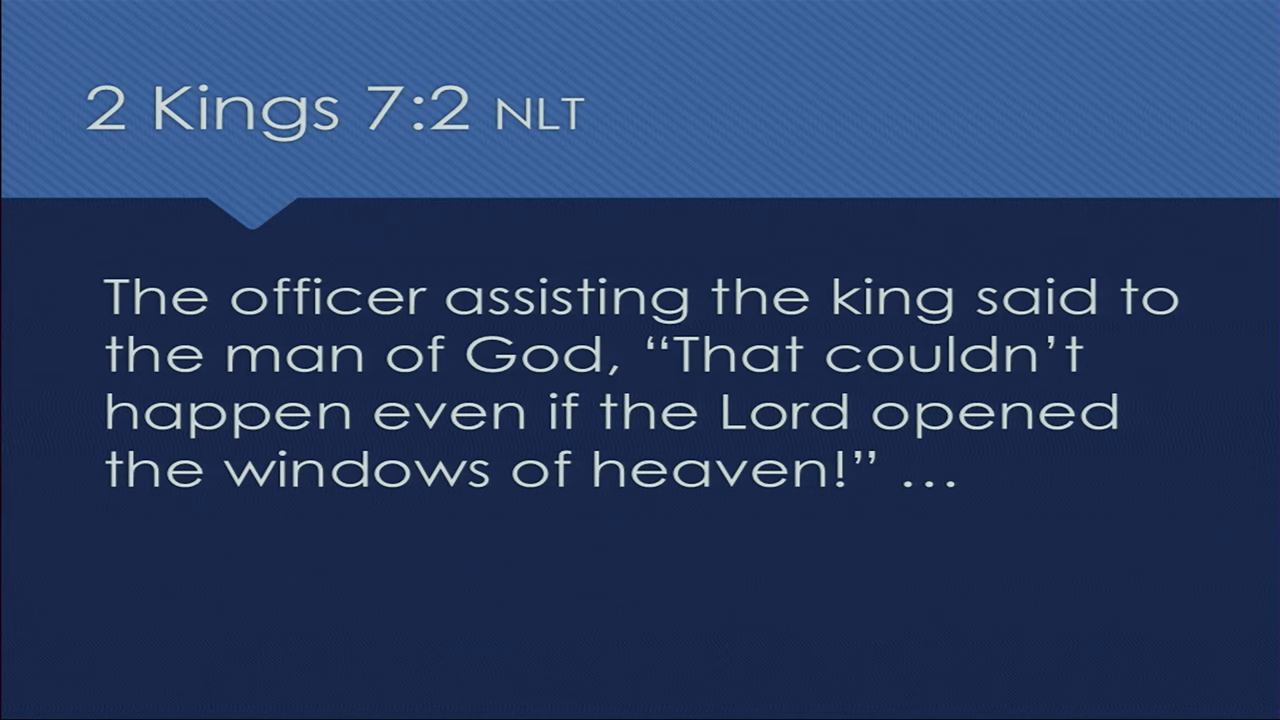 2 Kings 7:2 NLT
The officer assisting the king said to
the man of God, “That couldn’t
happen even if the Lord opened
the windows of heaven!” …